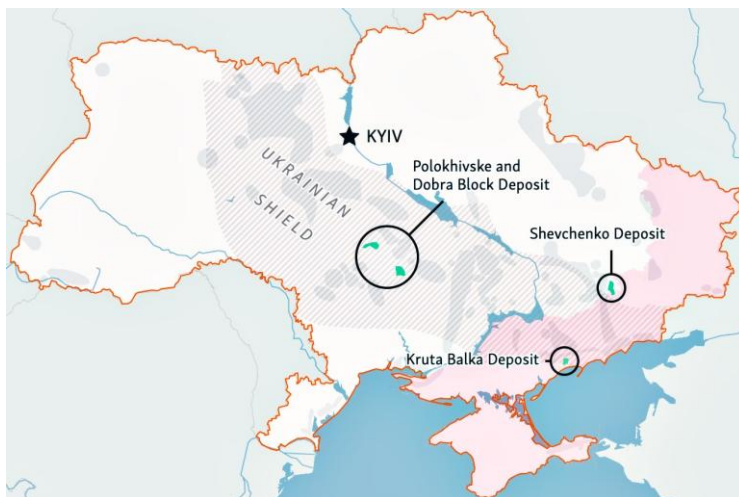 KYIV
UKRAINIAN
SHIELD
Polokhivske and
Dobra Block Deposit
Shevchenko Deposit
Kruta Balka Deposit